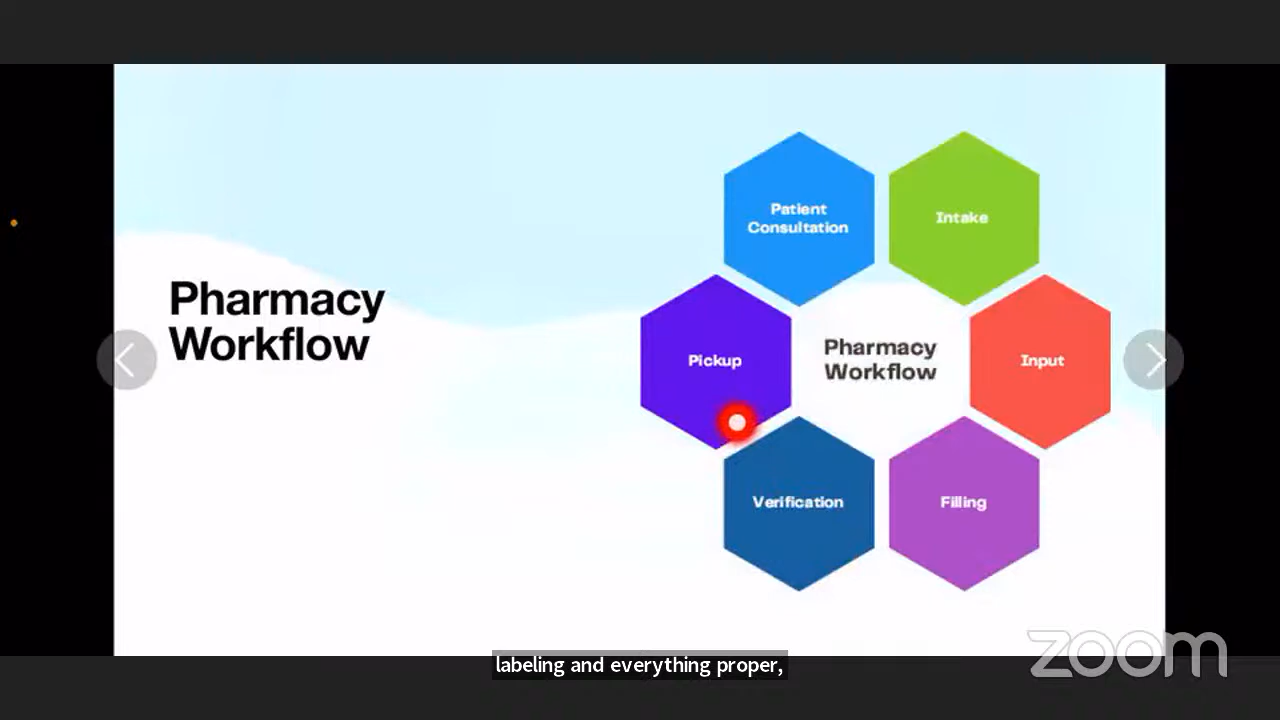 Pharmacy
Workflow
Patient
Consultation
Intake
Pickup
Pharmacy
Workflow
Input
Verification
Filling
zoom
labeling and everything proper,